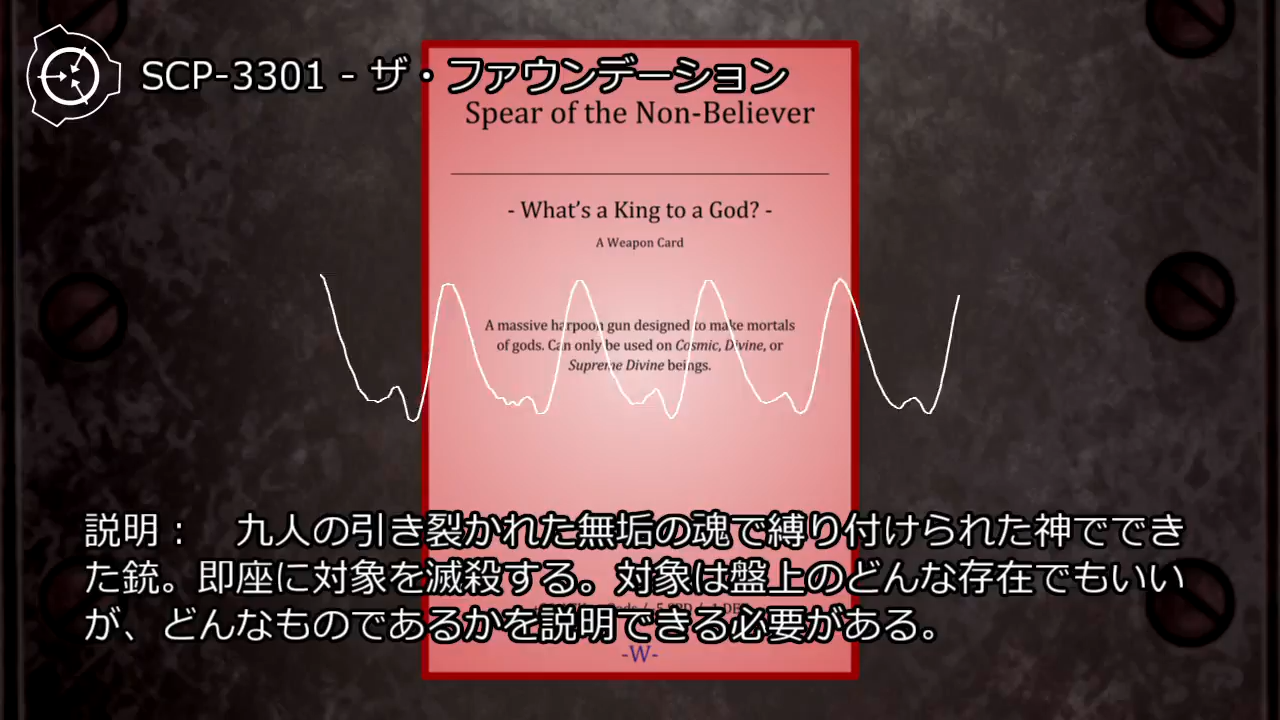 SCP-3301 - ザ・ファウンデーション
Spear of the Non-Believer
- What's a King to a God? -
A Weapon Card
A massive harpoon gun designed to make mortals
of gods. Can only be used on Cosmic, Divine, or
Supreme Divine beings.
説明：　九人の引き裂かれた無垢の魂で縛り付けられた神ででき
た銃。即座に対象を滅殺する。対象は盤上のどんな存在でもいい
が、どんなものであるかを説明できる必要がある。
-W-